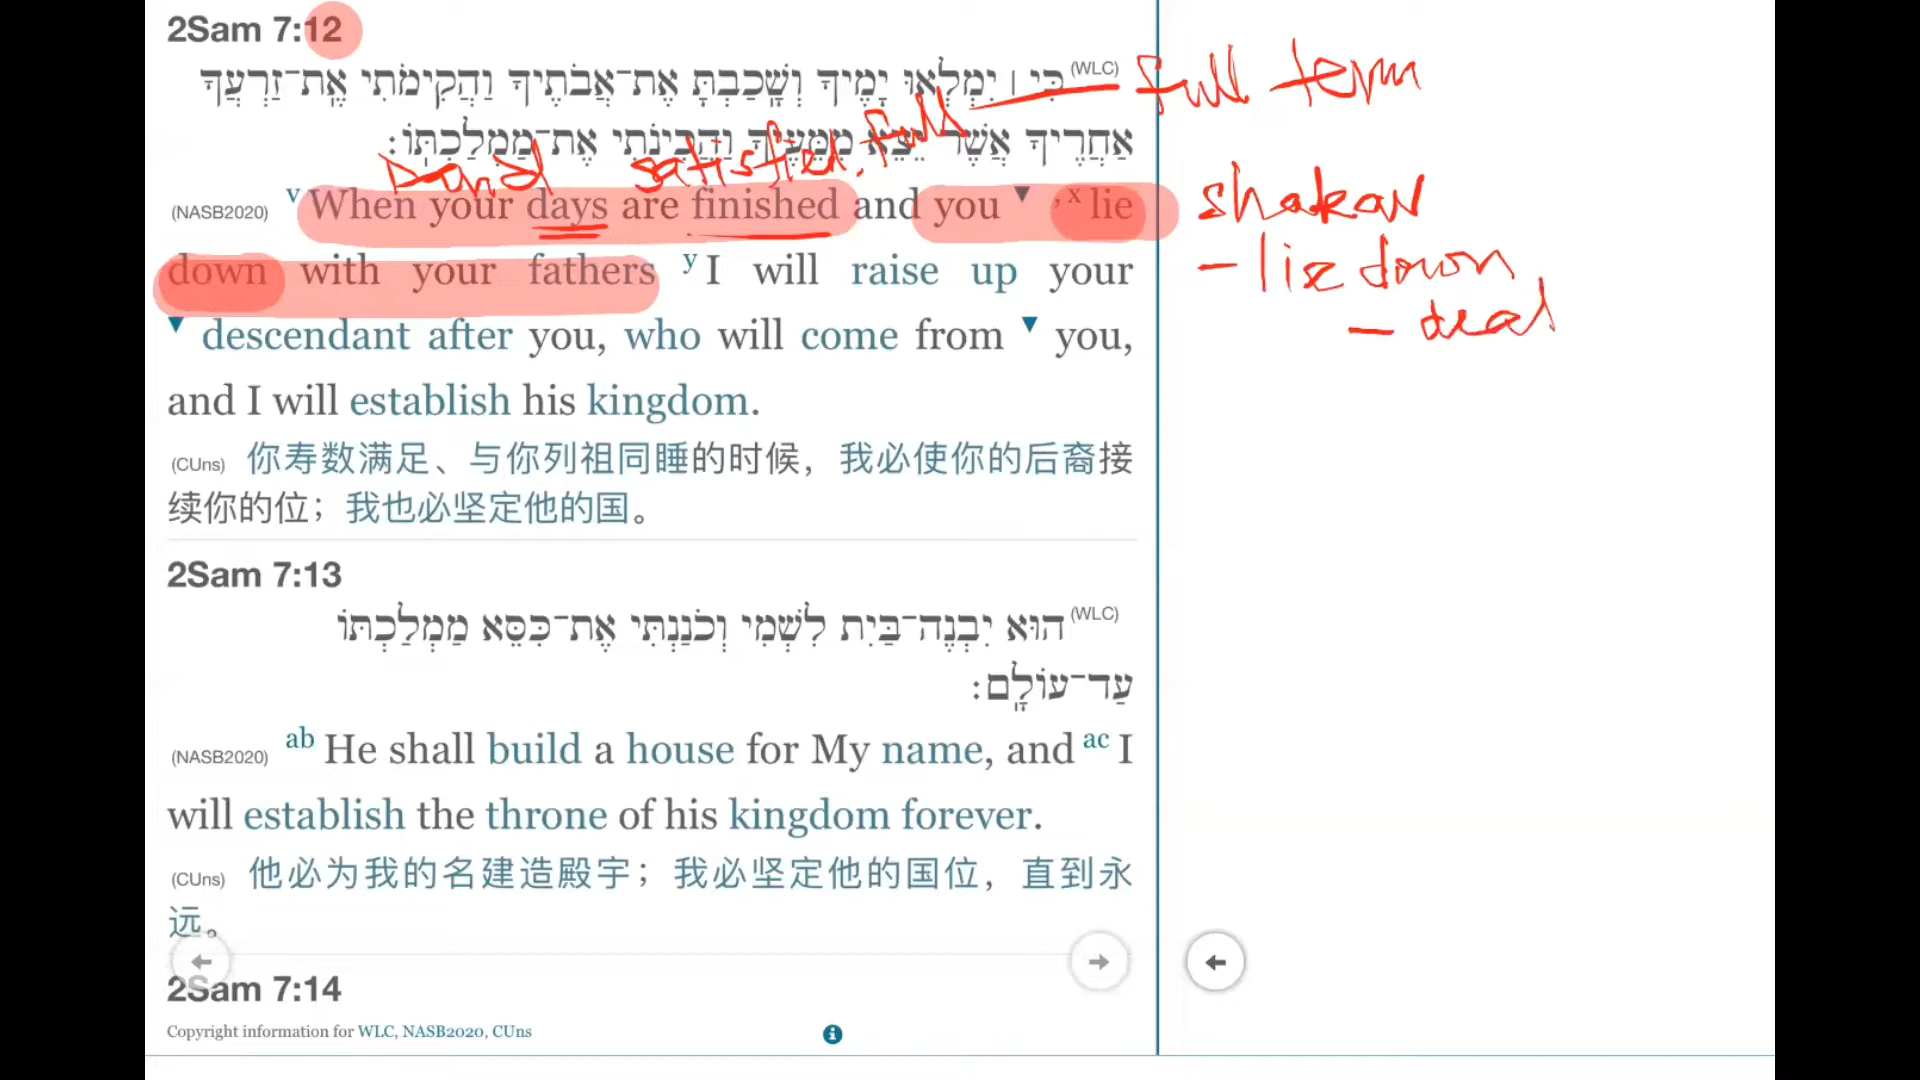 2Sam 7:12
(WLC) כִּי ׀ יִמְלְא֣וּ יָמֶ֗יךָ וְשָֽׁכַבְתָּ֙ אֶת־אֲבֹתֶ֔יךָ וַהֲקִימֹתִ֤י אֶֽת־זַרְעֲךָ֙
full term
אַחֲרֶ֔יךָ אֲשֶׁ֥ר יֵצֵ֖א מִמֵּעֶ֑יךָ וַהֲכִינֹתִ֖י אֶת־מַמְלַכְתּֽוֹ׃
satisfied. full
(NASB2020) v When your days are finished and you ▼ , x lie
down with your fathers y I will raise up your
▼ descendant after you, who will come from ▼ you,
and I will establish his kingdom.
(CUns) 你寿数满足、与你列祖同睡的时候，我必使你的后裔接
续你的位；我也必坚定他的国。
2Sam 7:13
(WLC) ה֥וּא יִבְנֶה־בַּ֖יִת לִשְׁמִ֑י וְכֹנַנְתִּ֛י אֶת־כִּסֵּ֥א מַמְלַכְתּ֖וֹ
עַד־עוֹלָֽם׃
(NASB2020) ab He shall build a house for My name, and ac I
will establish the throne of his kingdom forever.
(CUns) 他必为我的名建造殿宇；我必坚定他的国位，直到永
远。
2Sam 7:14
Copyright information for WLC, NASB2020, CUns
shakav
– lie down
– dead